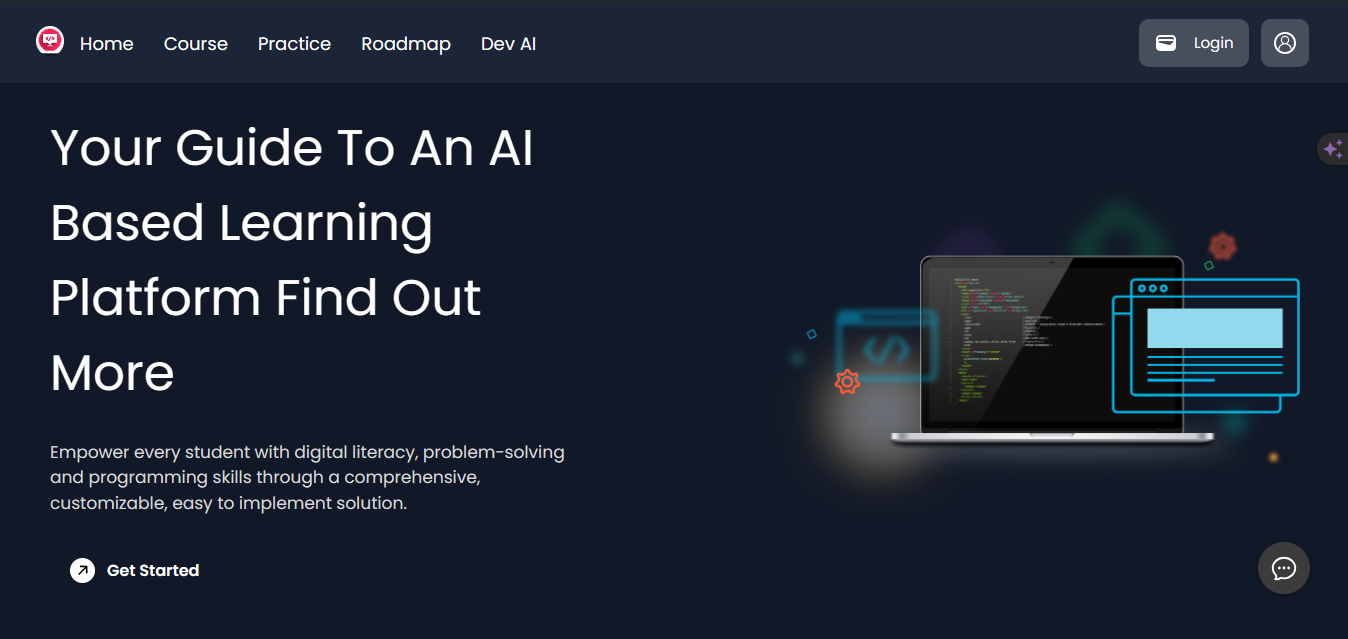 Home Course Practice Roadmap Dev AI Login
Your Guide To An AI
Based Learning
Platform Find Out
More
Empower every student with digital literacy, problem-solving
and programming skills through a comprehensive,
customizable, easy to implement solution.
Get Started